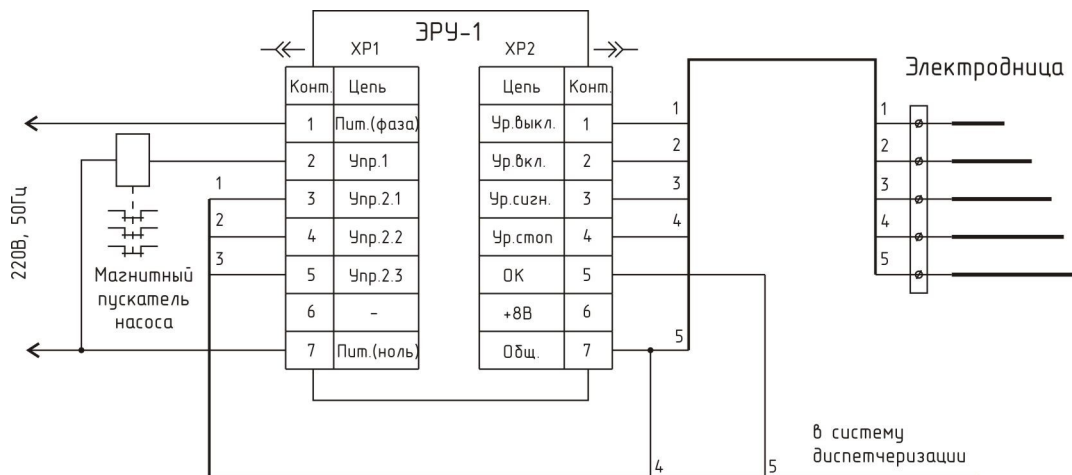 ЭРУ-1
XP1
XP2
Конт. Цепь
1 Пит.(фаза)
2 Упр.1
3 Упр.2.1
4 Упр.2.2
5 Упр.2.3
6 -
7 Пит.(ноль)
Цепь Конт.
Ур.выкл. 1
Ур.вкл. 2
Ур.сигн. 3
Ур.стоп 4
ОК 5
+8В 6
Общ. 7
220В, 50Гц
Магнитный
пускатель
насоса
1
2
3
1
2
3
4
5
Электродница
1
2
3
4
5
в систему
диспетчеризации
4
5